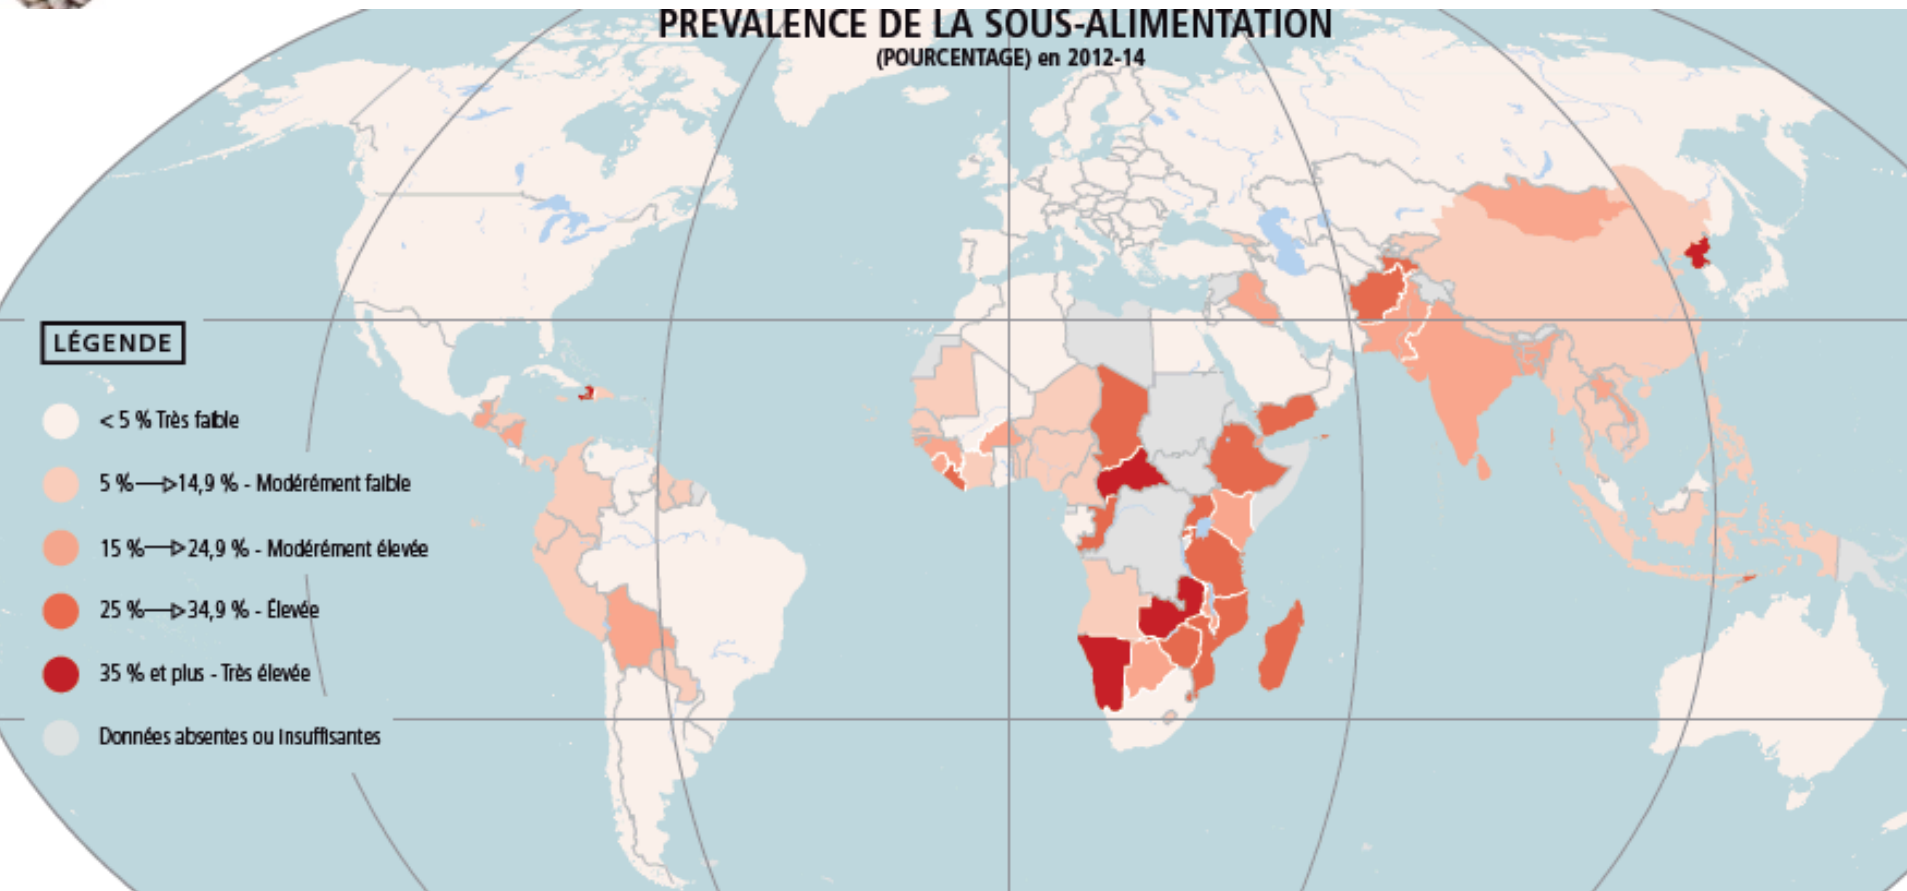 PRÉVALENCE DE LA SOUS-ALIMENTATION
(POURCENTAGE) en 2012-14
LÉGENDE
< 5 % Très faible
5 % 14,9 % - Modérément faible
15 % 24,9 % - Modérément élevée
25 % 34,9 % - Élevée
35 % et plus - Très élevée
Données absentes ou insuffisantes